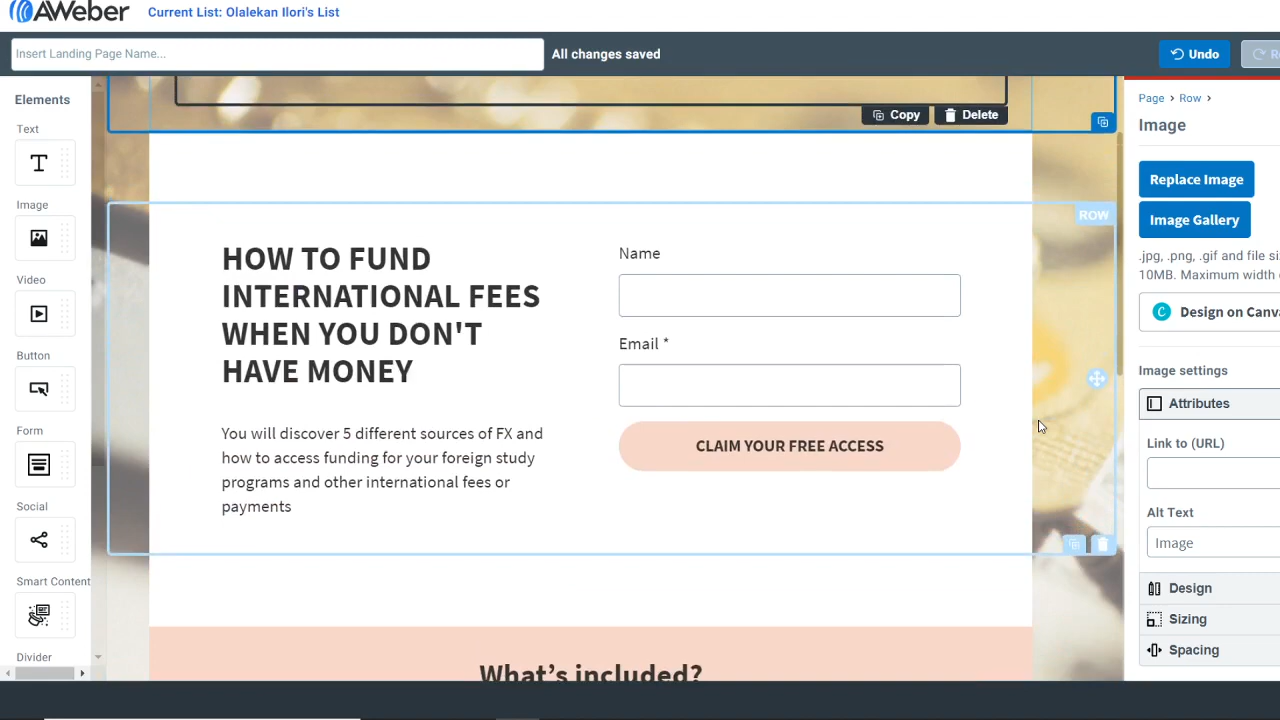 AWeber
Current List: Olalekan Ilori's List
Insert Landing Page Name...
All changes saved
Undo
Elements
Text
Image
Video
Button
Form
Social
Smart Content
Divider
Copy
Delete
ROW
HOW TO FUND
INTERNATIONAL FEES
WHEN YOU DON'T
HAVE MONEY
You will discover 5 different sources of FX and
how to access funding for your foreign study
programs and other international fees or
payments
Name
Email *
CLAIM YOUR FREE ACCESS
What's included?
Page > Row >
Image
Replace Image
Image Gallery
.jpg, .png, .gif and file
10MB. Maximum width
Design on
Image settings
Attributes
Link to (URL)
Alt Text
Image
Design
Sizing
Spacing